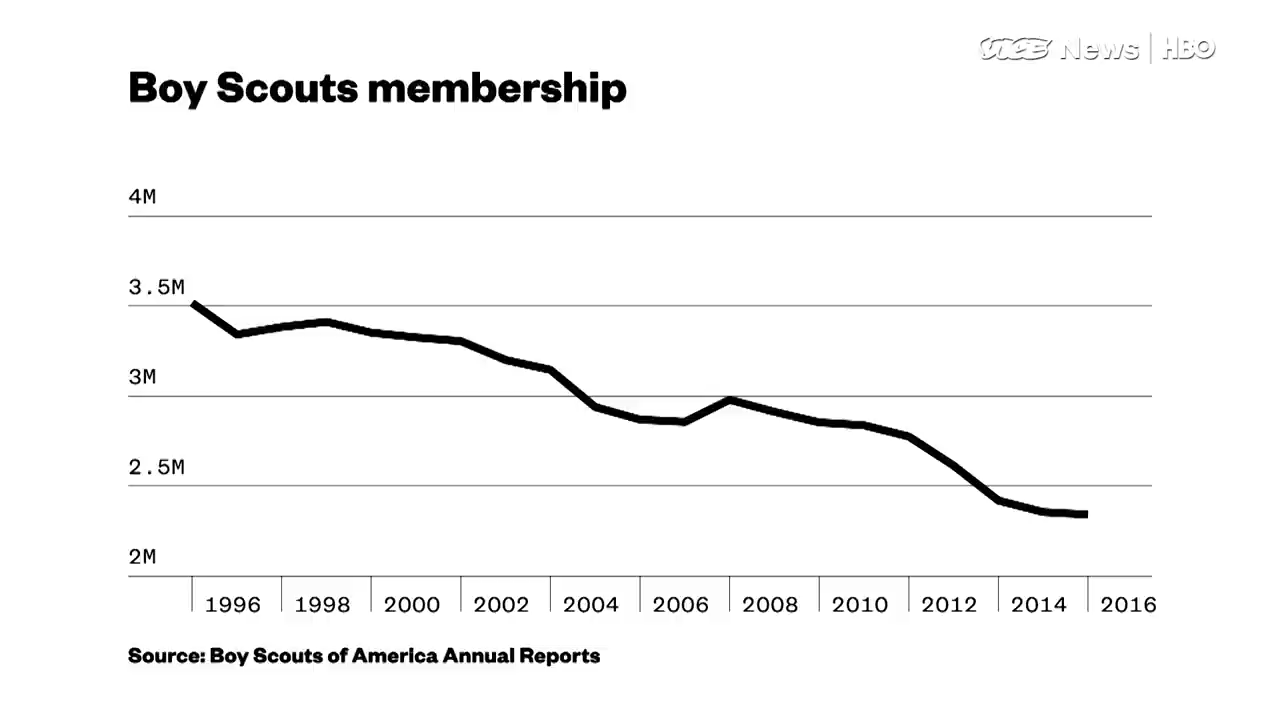 VICE News | HBO
Boy Scouts membership
4M
3.5M
3M
2.5M
2M
1996 1998 2000 2002 2004 2006 2008 2010 2012 2014 2016
Source: Boy Scouts of America Annual Reports